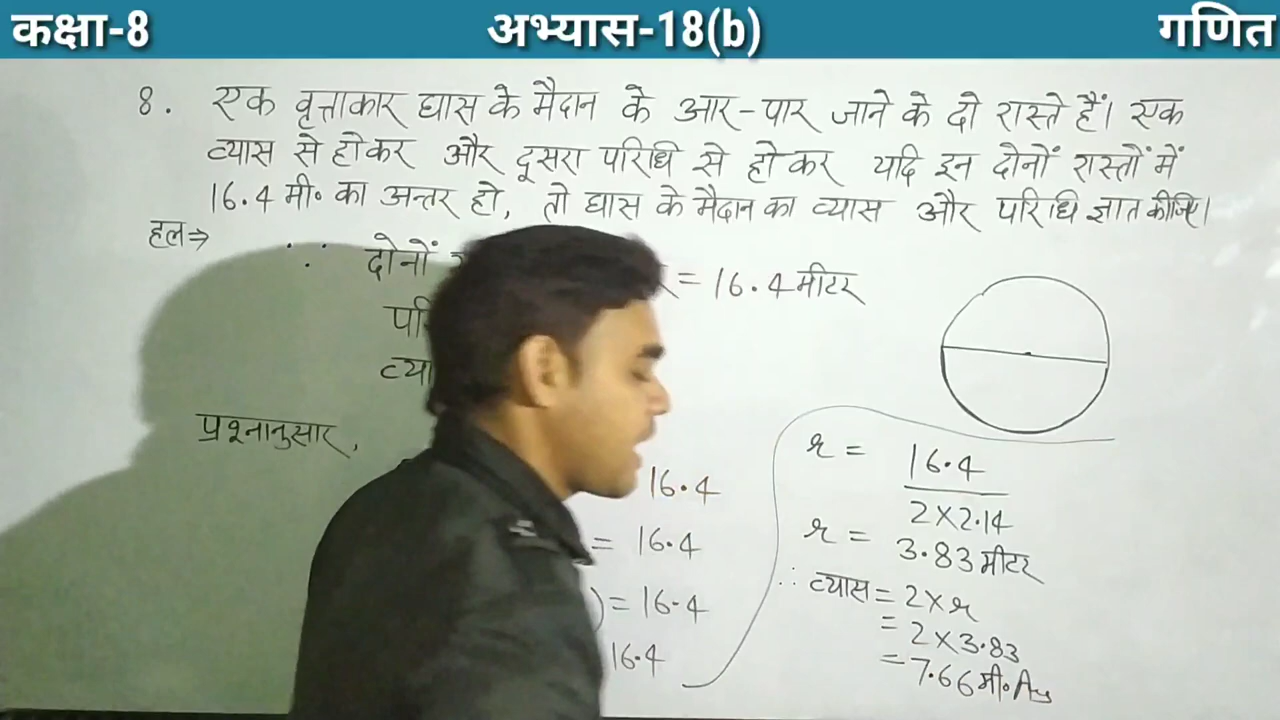 कक्षा-8 अभ्यास-18(b) गणित
8. एक वृत्ताकार घास के मैदान के आर-पार जाने के दो रास्ते हैं। एक
व्यास से होकर और दूसरा परिधि से होकर यदि इन दोनों रास्तों में
16.4 मी० का अन्तर हो, तो घास के मैदान का व्यास और परिधि ज्ञात कीजिए।
हल⇒
∵ दोनों = 16.4 मीटर
प्रश्नानुसार,
16.4
= 16.4
) = 16.4
16.4
r = 16.4
2×2.14
r = 3.83 मीटर
∴ व्यास = 2×r
= 2×3.83
= 7.66 मी० Ans